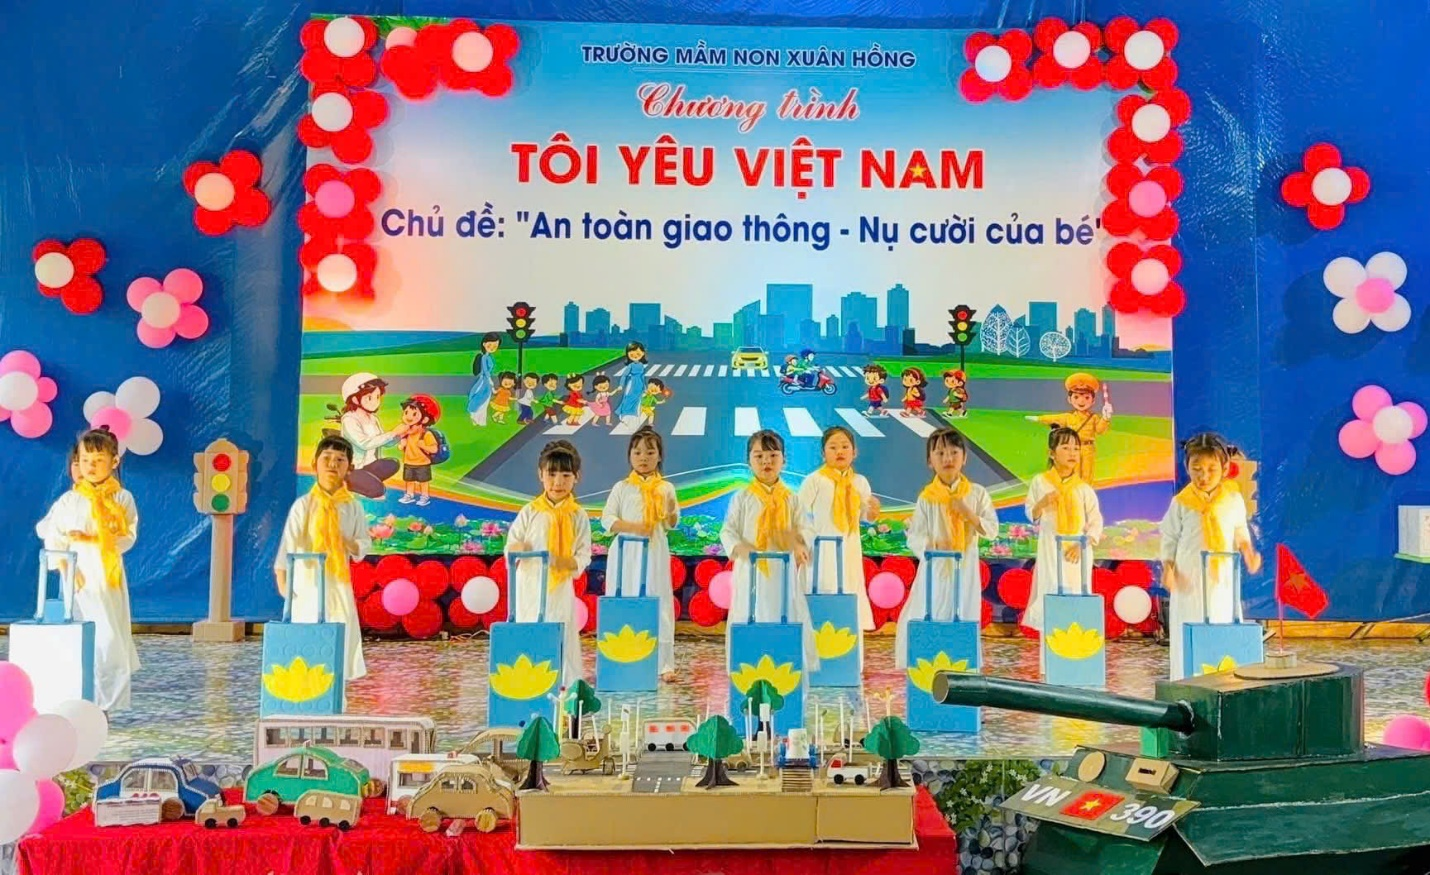 TRƯỜNG MẦM NON XUÂN HỒNG
Chương trình
TÔI YÊU VIỆT NAM
Chủ đề: "An toàn giao thông - Nụ cười của bé"
VN 390